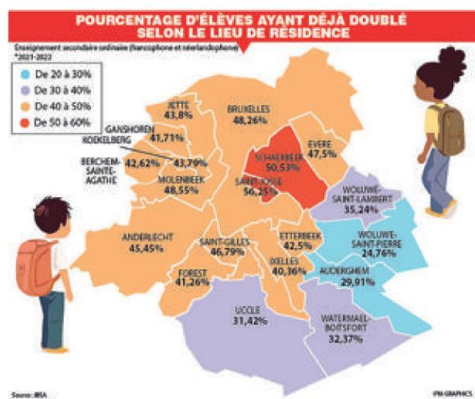 POURCENTAGE D'ÉLÈVES AYANT DÉJÀ DOUBLÉ
SELON LE LIEU DE RÉSIDENCE
Enseignement secondaire ordinaire (francophone et néerlandophone)
*2021-2022
De 20 à 30%
De 30 à 40%
De 40 à 50%
De 50 à 60%
JETTE
43,8%
BRUXELLES
48,26%
GANSHOREN
41,71%
KOEKELBERG
43,79%
BERCHEM-
SAINTE-
AGATHE
42,62%
MOLENBEEK
48,55%
EVERE
47,5%
SCHAERBEEK
50,53%
SAINT-JOSSE
56,25%
WOLUWE-
SAINT-LAMBERT
35,24%
ANDERLECHT
45,45%
SAINT-GILLES
46,79%
ETTERBEEK
42,5%
WOLUWE-
SAINT-PIERRE
24,76%
IXELLES
40,36%
AUDERGHEM
29,91%
FOREST
41,26%
UCCLE
31,42%
WATERMAEL-
BOITSFORT
32,37%
Source: IBSA
IPM-GRAPHICS